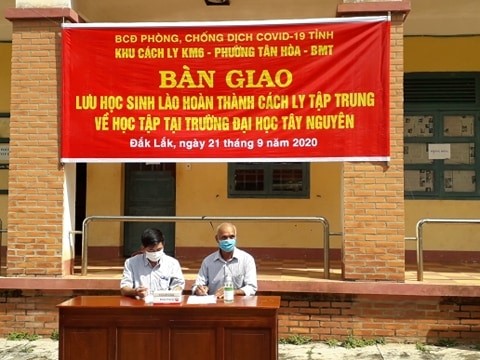 BCĐ PHÒNG, CHỐNG DỊCH COVID-19 TỈNH
KHU CÁCH LY KM6 - PHƯỜNG TÂN HÒA - BMT
BÀN GIAO
LƯU HỌC SINH LÀO HOÀN THÀNH CÁCH LY TẬP TRUNG
VỀ HỌC TẬP TẠI TRƯỜNG ĐẠI HỌC TÂY NGUYÊN
Đắk Lắk, ngày 21 tháng 9 năm 2020